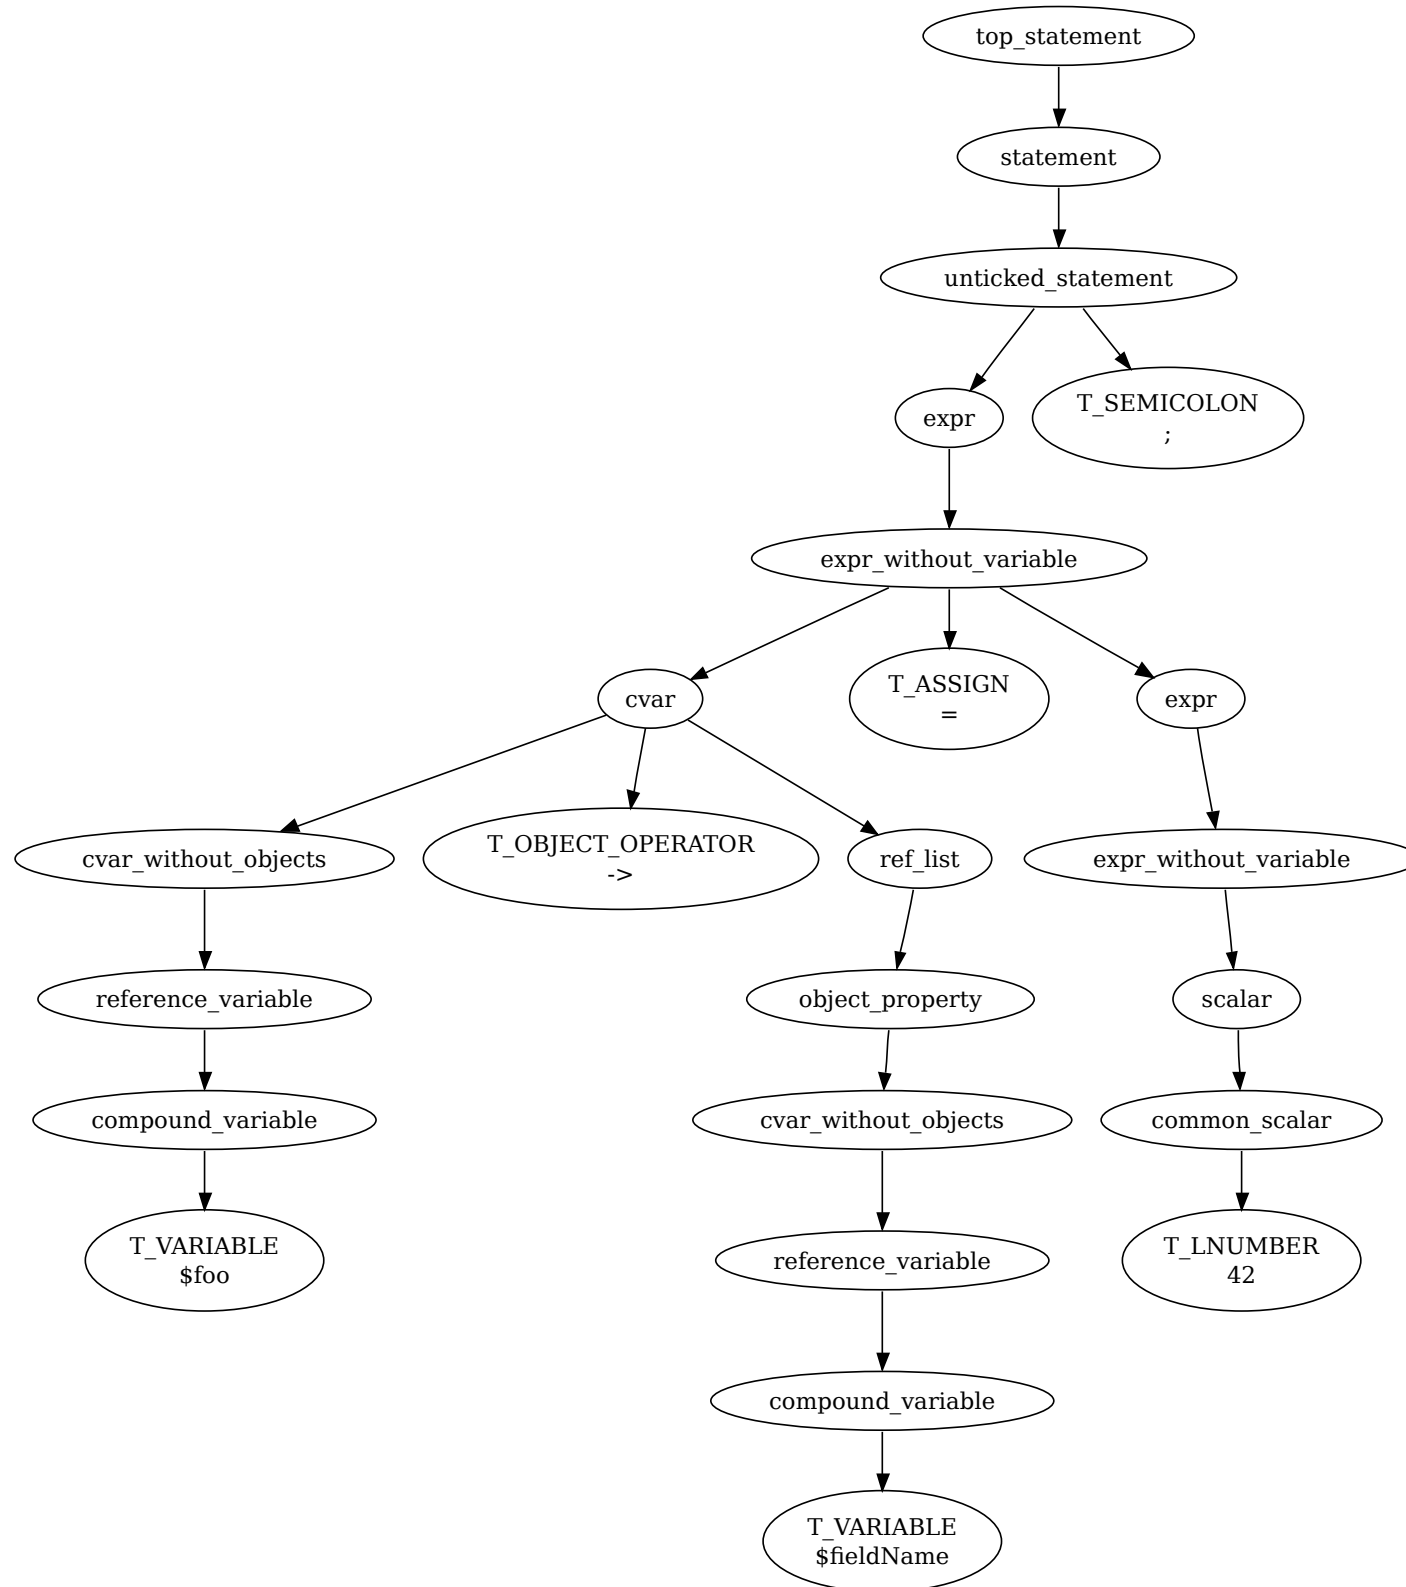 top_statement
statement
unticked_statement
expr
T_SEMICOLON
;
expr_without_variable
cvar
T_ASSIGN
=
expr
cvar_without_objects
T_OBJECT_OPERATOR
->
ref_list
expr_without_variable
reference_variable
object_property
scalar
compound_variable
cvar_without_objects
common_scalar
T_VARIABLE
$foo
reference_variable
T_LNUMBER
42
compound_variable
T_VARIABLE
$fieldName